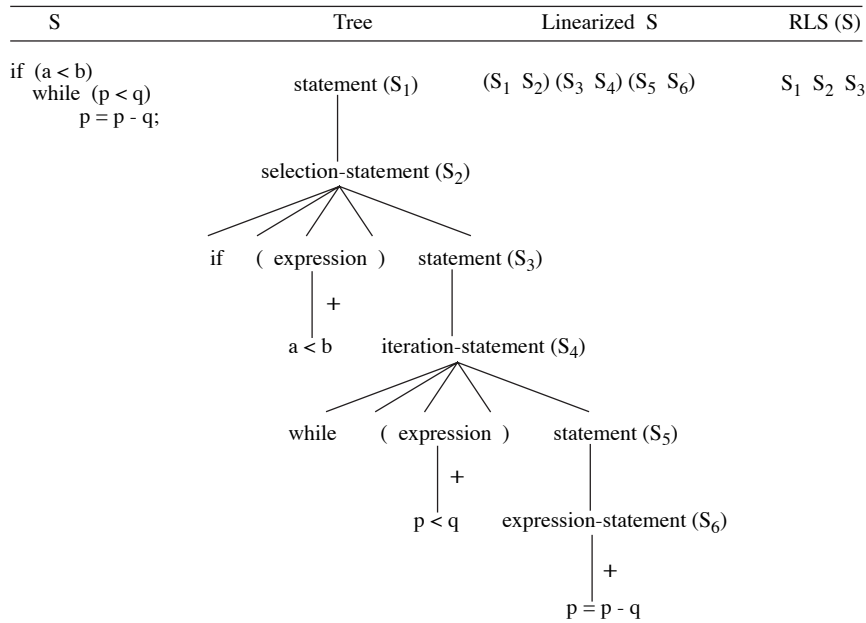 S Tree Linearized S RLS (S)
if (a < b)
while (p < q)
p = p - q;
statement (S1) (S1 S2) (S3 S4) (S5 S6) S1 S2 S3
selection-statement (S2)
if ( expression ) statement (S3)
+
a < b iteration-statement (S4)
while ( expression ) statement (S5)
+
p < q expression-statement (S6)
+
p = p - q